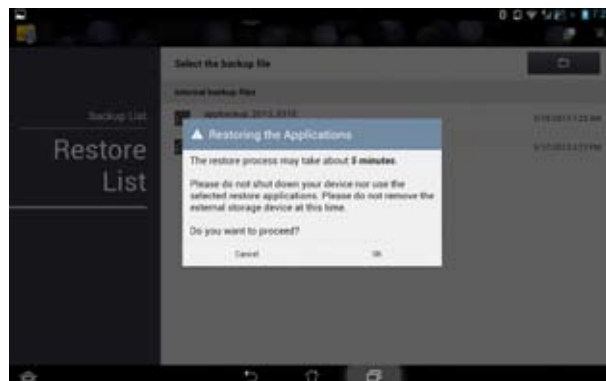 Select the backup file
Internal backup files
Backup List
Restore
List
Restoring the Applications
The restore process may take about 5 minutes.
Please do not shut down your device nor use the
selected restore applications. Please do not remove the
external storage device at this time.
Do you want to proceed?
Cancel
Ok